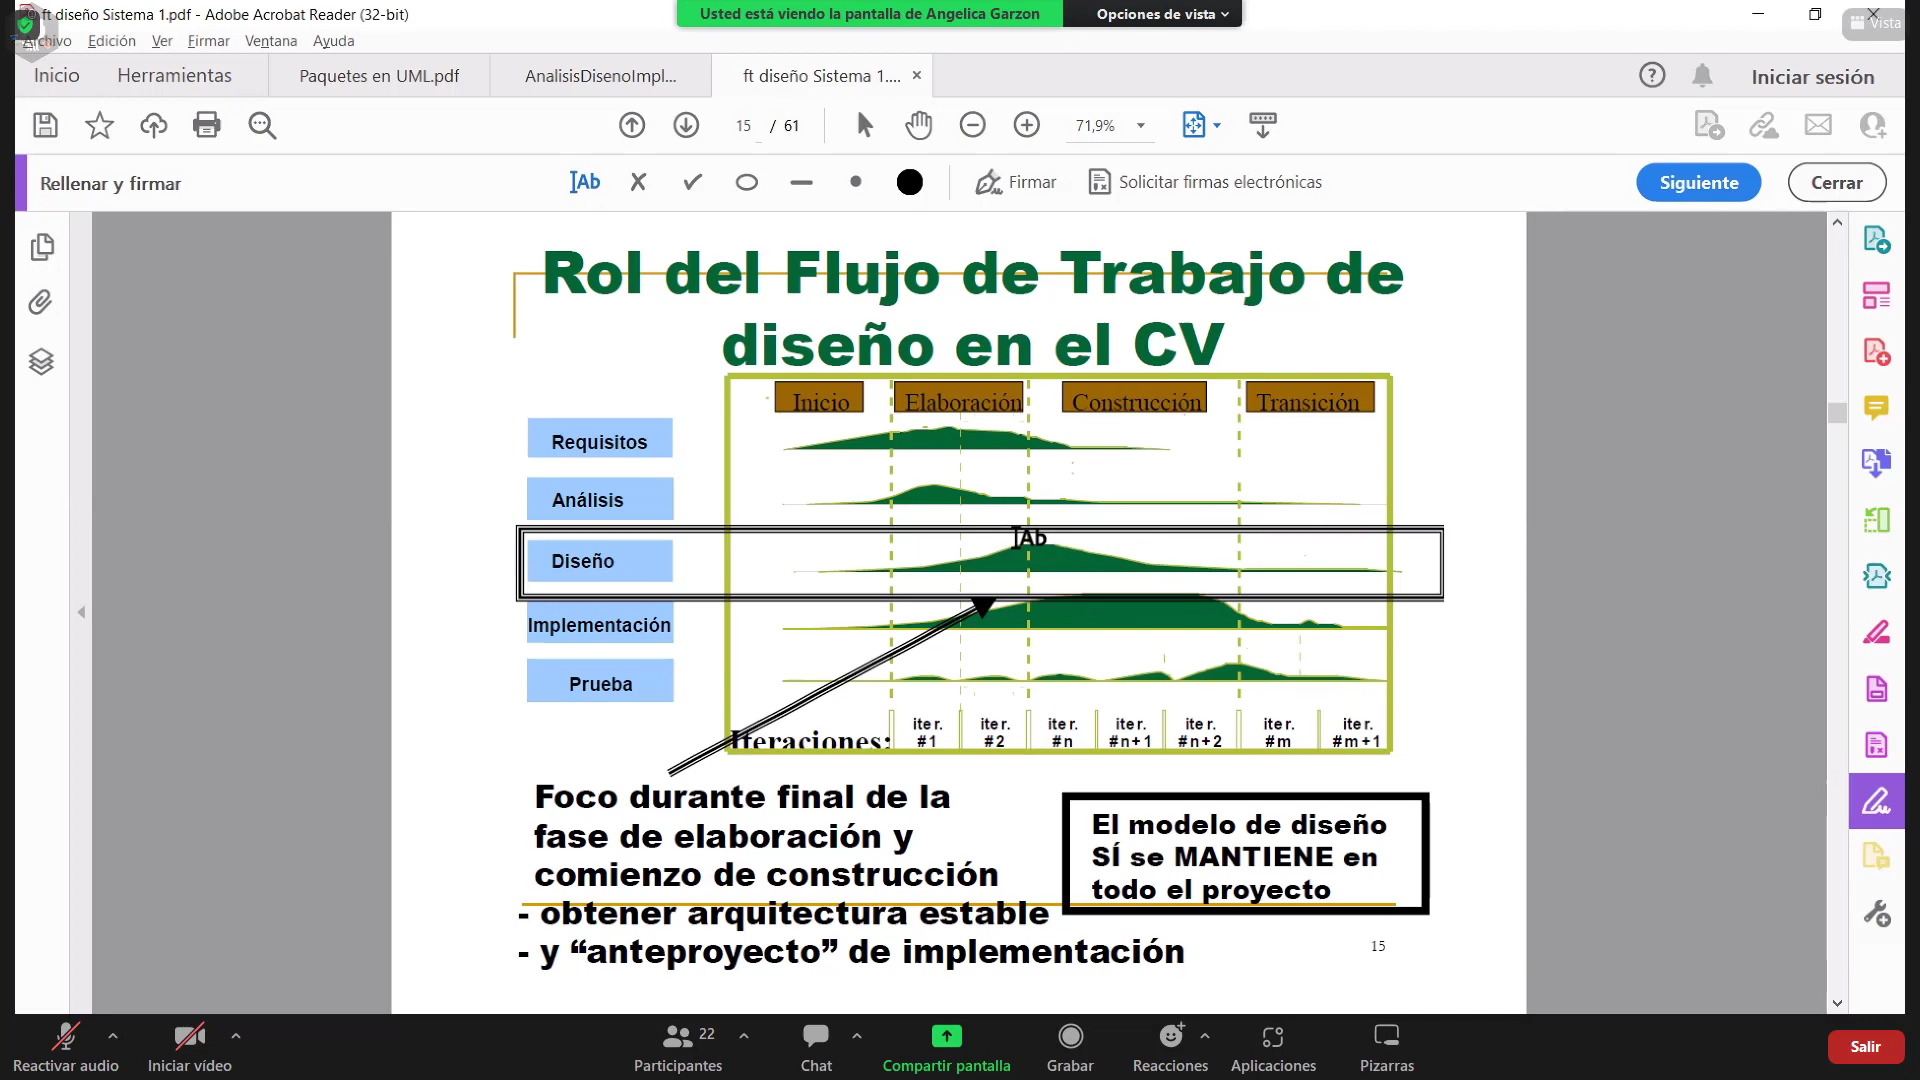 ft diseño Sistema 1.pdf - Adobe Acrobat Reader (32-bit)
Usted está viendo la pantalla de Angelica Garzon
Opciones de vista
Vista
Archivo Edición Ver Firmar Ventana Ayuda
Inicio Herramientas Paquetes en UML.pdf AnalisisDisenoImpl... ft diseño Sistema 1.... × Iniciar sesión
15 / 61 71,9%
Rellenar y firmar Ab Firmar Solicitar firmas electrónicas Siguiente Cerrar
Rol del Flujo de Trabajo de
diseño en el CV
Inicio Elaboración Construcción Transición
Requisitos
Análisis
Ab
Diseño
Implementación
Prueba
Iteraciones:
iter. #1
iter. #2
iter. #n
iter. #n+1
iter. #n+2
iter. #m
iter. #m+1
Foco durante final de la
fase de elaboración y
comienzo de construcción
- obtener arquitectura estable
- y “anteproyecto” de implementación
El modelo de diseño
SÍ se MANTIENE en
todo el proyecto
15
Reactivar audio Iniciar vídeo Participantes 22 Chat Compartir pantalla Grabar Reacciones Aplicaciones Pizarras Salir